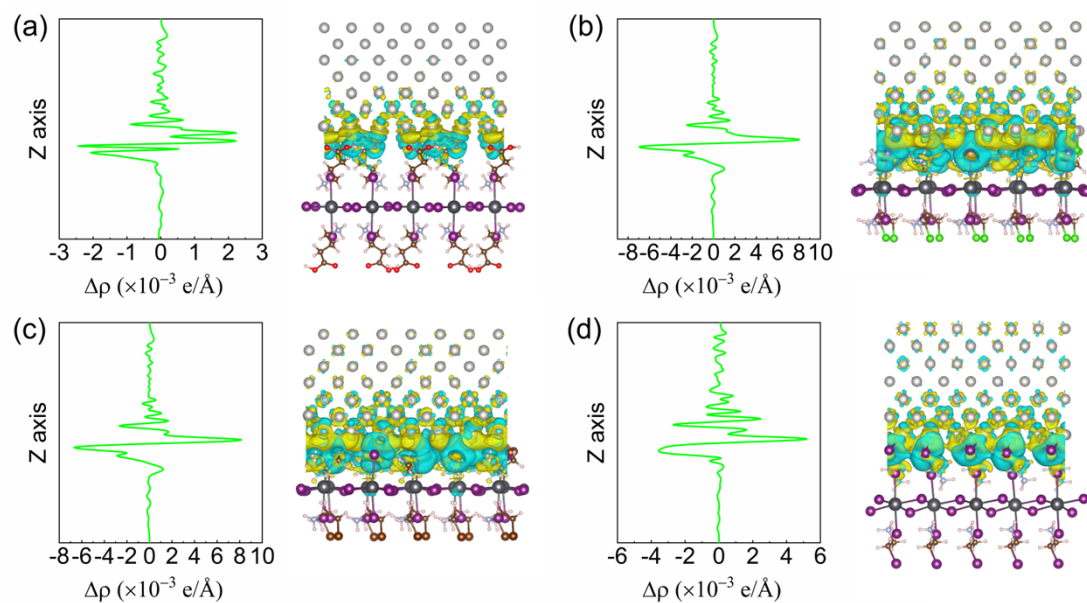 (a)
Z axis
-3 -2 -1 0 1 2 3
Δρ (×10⁻³ e/Å)
(b)
Z axis
-8 -6 -4 -2 0 2 4 6 8 10
Δρ (×10⁻³ e/Å)
(c)
Z axis
-8 -6 -4 -2 0 2 4 6 8 10
Δρ (×10⁻³ e/Å)
(d)
Z axis
-6 -4 -2 0 2 4 6
Δρ (×10⁻³ e/Å)